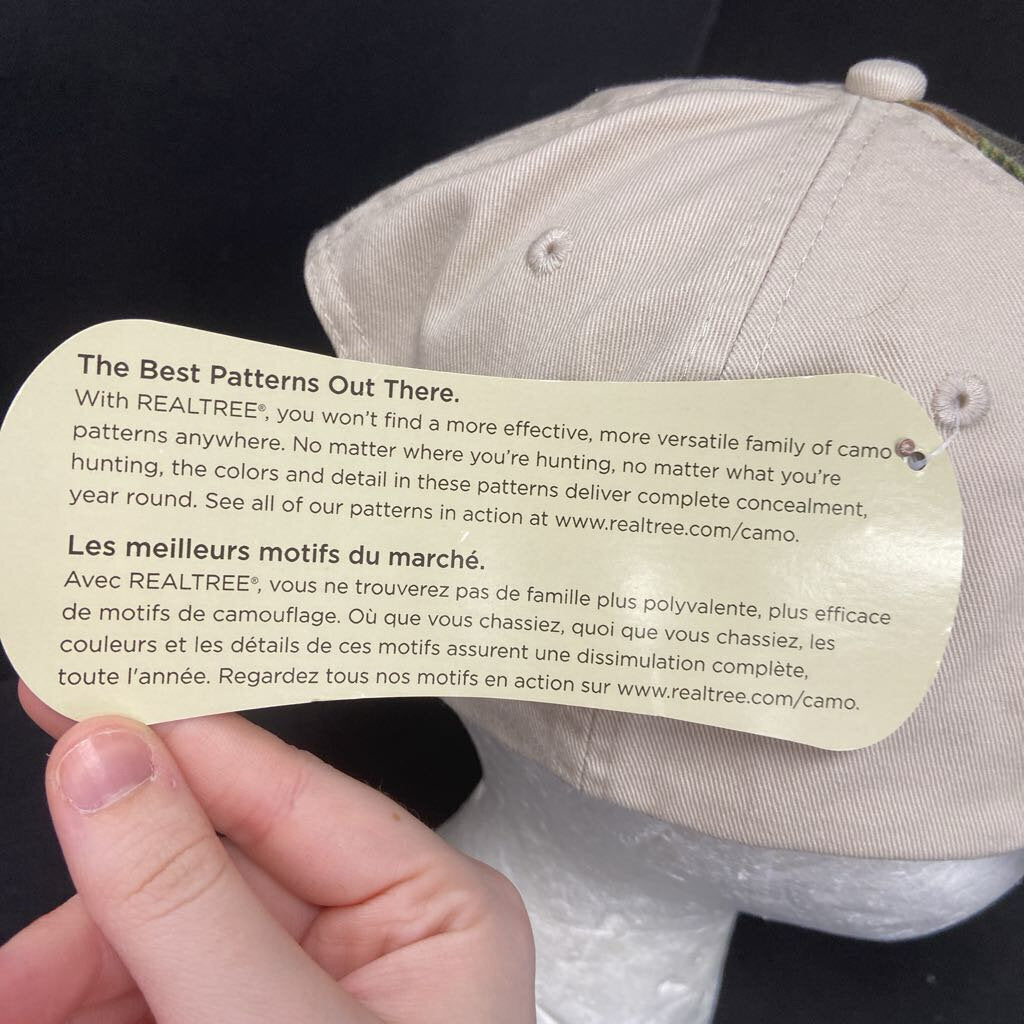 The Best Patterns Out There.
With REALTREE®, you won't find a more effective, more versatile family of camo
patterns anywhere. No matter where you're hunting, no matter what you're
hunting, the colors and detail in these patterns deliver complete concealment,
year round. See all of our patterns in action at www.realtree.com/camo.
Les meilleurs motifs du marché.
Avec REALTREE®, vous ne trouverez pas de famille plus polyvalente, plus efficace
de motifs de camouflage. Où que vous chassiez, quoi que vous chassiez, les
couleurs et les détails de ces motifs assurent une dissimulation complète,
toute l'année. Regardez tous nos motifs en action sur www.realtree.com/camo.